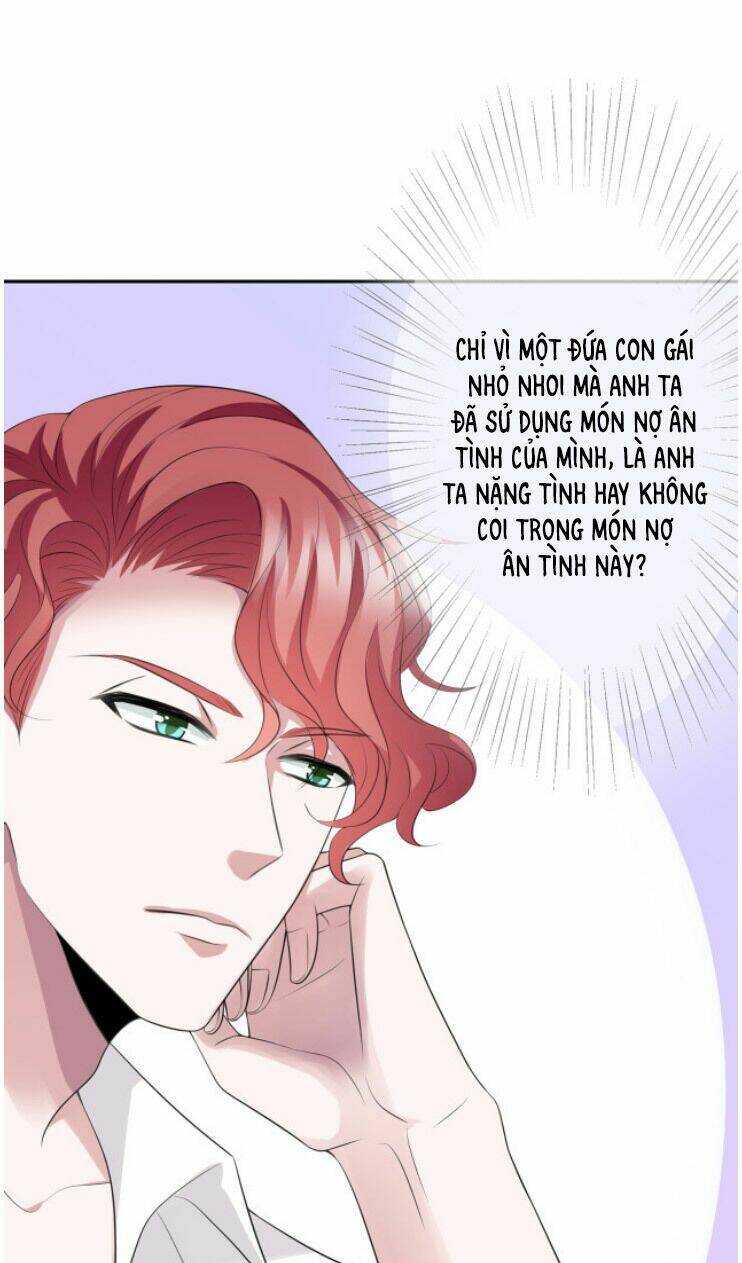 CHỈ VÌ MỘT ĐỨA CON GÁI
NHỎ NHOI MÀ ANH TA
ĐÃ SỬ DỤNG MÓN NỢ ÂN
TÌNH CỦA MÌNH, LÀ ANH
TA NẶNG TÌNH HAY KHÔNG
COI TRONG MÓN NỢ
ÂN TÌNH NÀY?